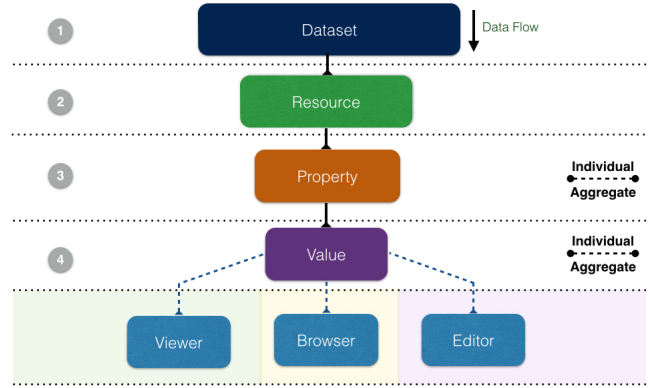 1
Dataset
Data Flow
2
Resource
3
Property
Individual
Aggregate
4
Value
Individual
Aggregate
Viewer
Browser
Editor